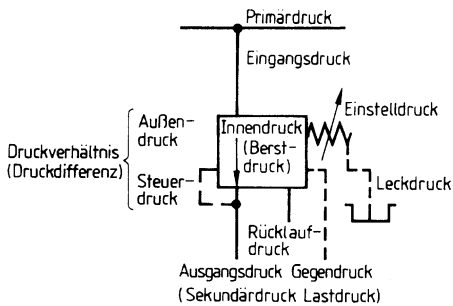 Primärdruck
Eingangsdruck
Einstelldruck
Außen-
druck
Innendruck
(Berst-
druck)
Druckverhältnis
(Druckdifferenz)
Steuer-
druck
Leckdruck
Rücklauf-
druck
Ausgangsdruck Gegendruck
(Sekundärdruck Lastdruck)